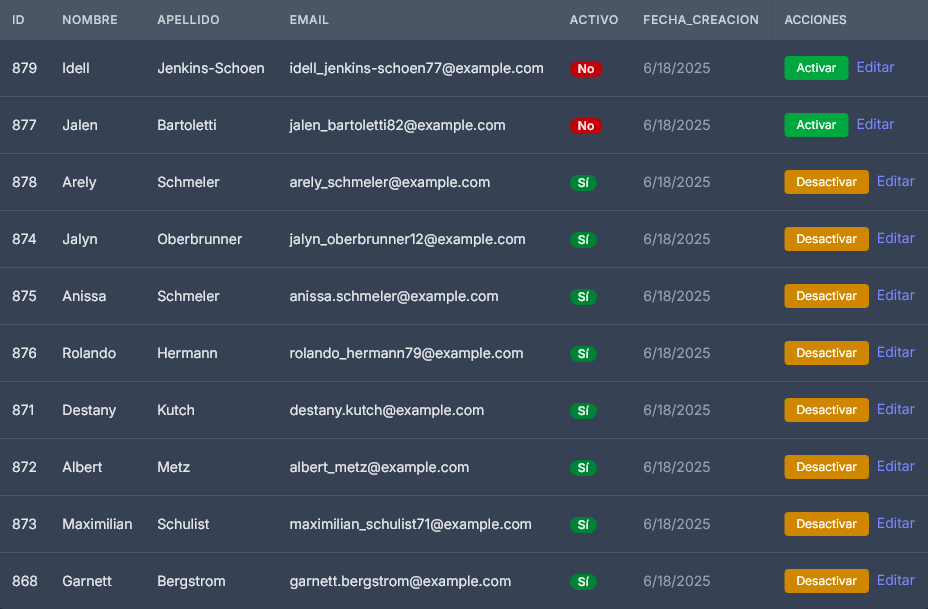 ID NOMBRE APELLIDO EMAIL ACTIVO FECHA_CREACION ACCIONES
879 Idell Jenkins-Schoen idell_jenkins-schoen77@example.com No 6/18/2025 Activar Editar
877 Jalen Bartoletti jalen_bartoletti82@example.com No 6/18/2025 Activar Editar
878 Arely Schmeler arely_schmeler@example.com Sí 6/18/2025 Desactivar Editar
874 Jalyn Oberbrunner jalyn_oberbrunner12@example.com Sí 6/18/2025 Desactivar Editar
875 Anissa Schmeler anissa.schmeler@example.com Sí 6/18/2025 Desactivar Editar
876 Rolando Hermann rolando_hermann79@example.com Sí 6/18/2025 Desactivar Editar
871 Destany Kutch destany.kutch@example.com Sí 6/18/2025 Desactivar Editar
872 Albert Metz albert_metz@example.com Sí 6/18/2025 Desactivar Editar
873 Maximilian Schulist maximilian_schulist71@example.com Sí 6/18/2025 Desactivar Editar
868 Garnett Bergstrom garnett.bergstrom@example.com Sí 6/18/2025 Desactivar Editar